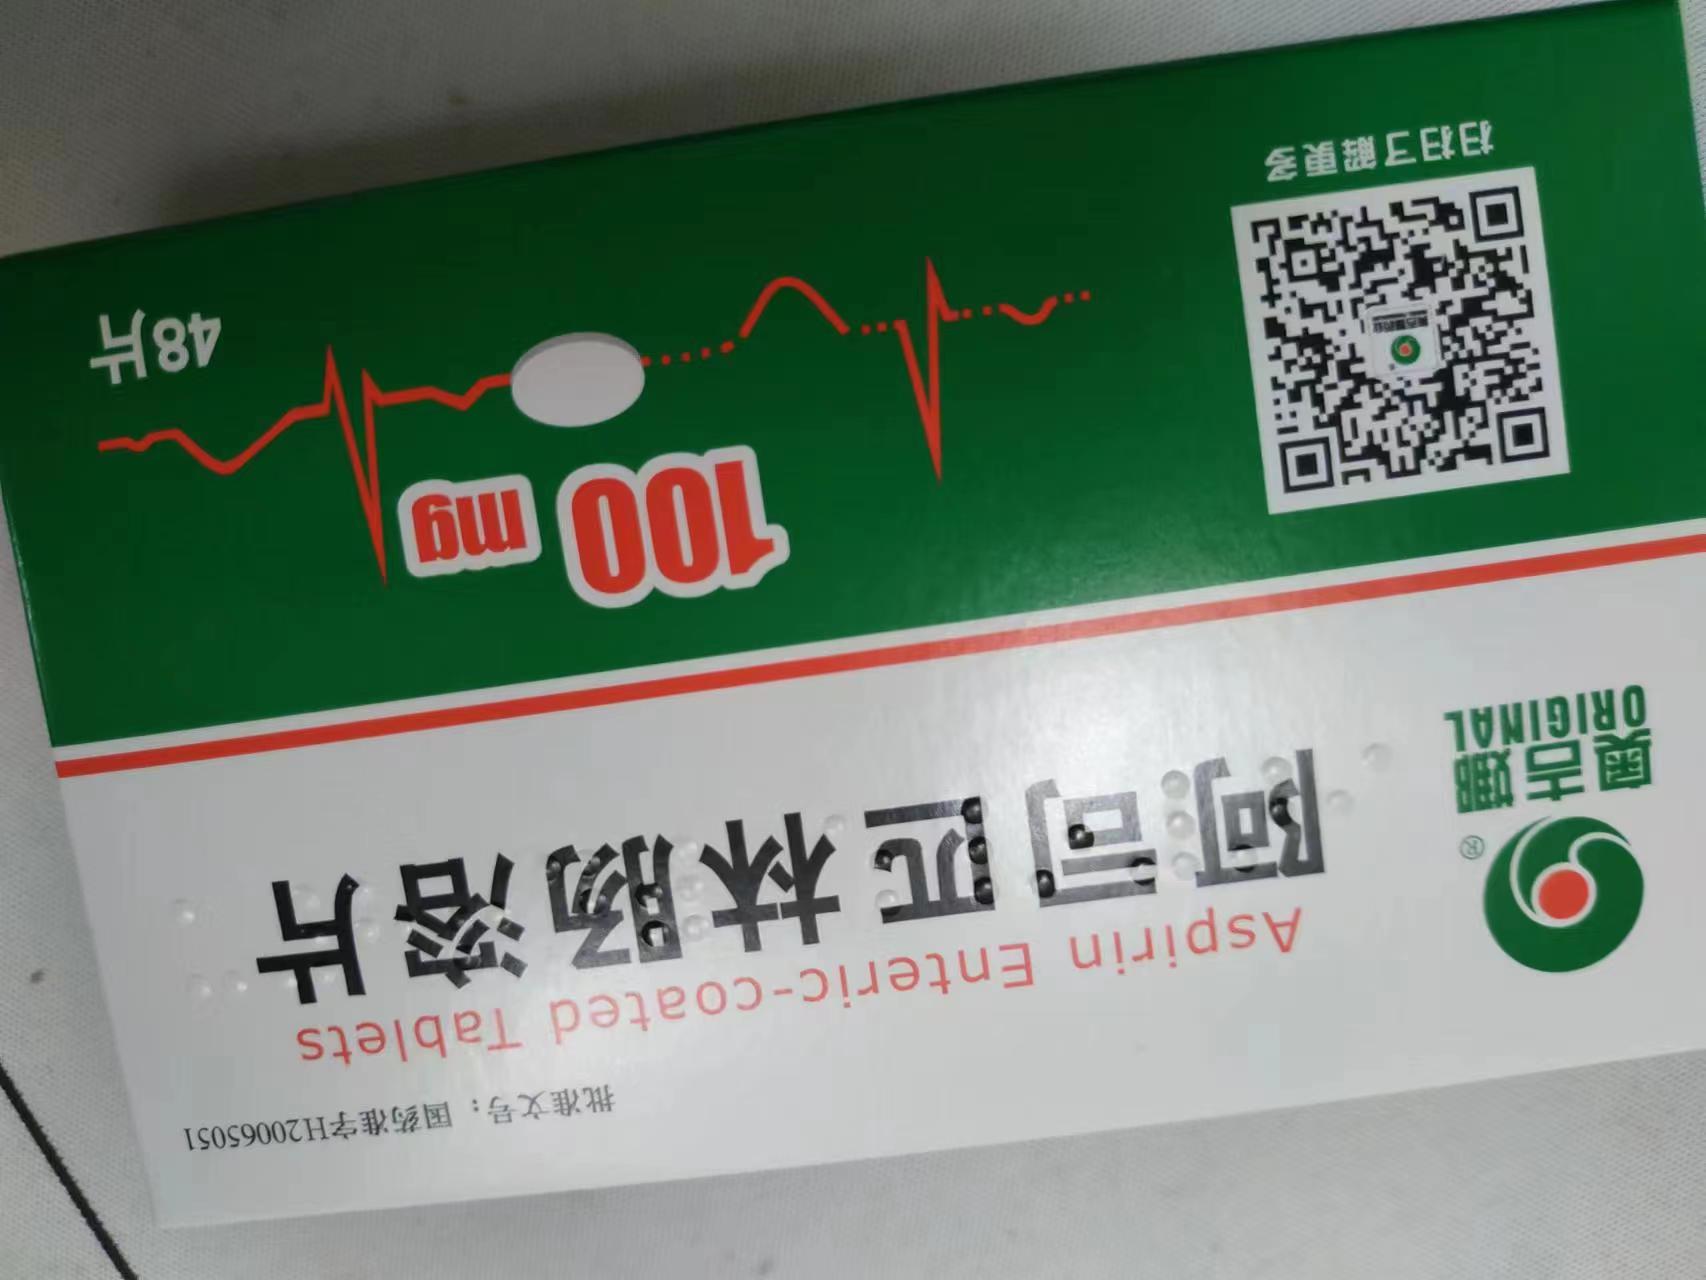 批准文号：国药准字H20065051
Aspirin Enteric-coated Tablets
阿司匹林肠溶片
®
奥吉娜
ORIGINAL
100 mg
48片
扫扫了解更多